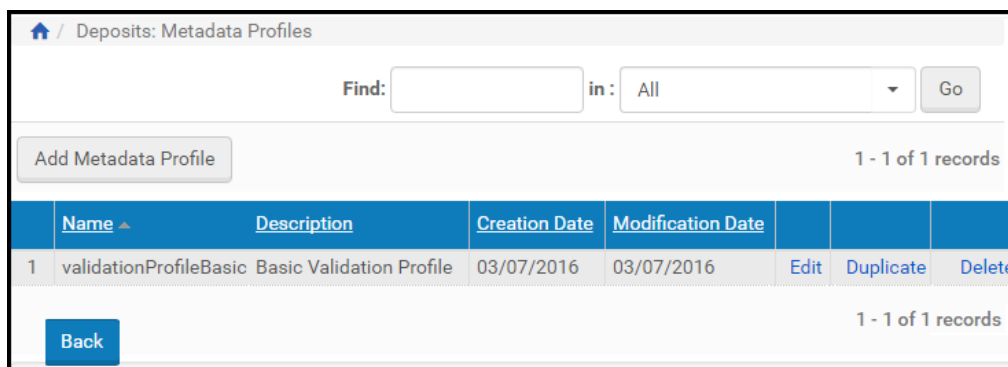 / Deposits: Metadata Profiles
Find: in : All Go
Add Metadata Profile 1 - 1 of 1 records
Name Description Creation Date Modification Date
1 validationProfileBasic Basic Validation Profile 03/07/2016 03/07/2016 Edit Duplicate Delete
1 - 1 of 1 records
Back